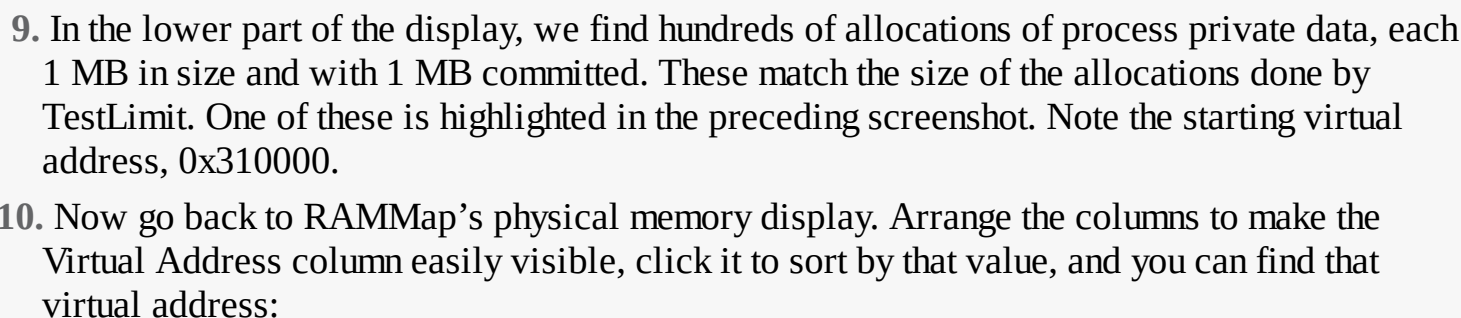 9. In the lower part of the display, we find hundreds of allocations of process private data, each
1 MB in size and with 1 MB committed. These match the size of the allocations done by
TestLimit. One of these is highlighted in the preceding screenshot. Note the starting virtual
address, 0x310000.
10. Now go back to RAMMap’s physical memory display. Arrange the columns to make the
Virtual Address column easily visible, click it to sort by that value, and you can find that
virtual address: